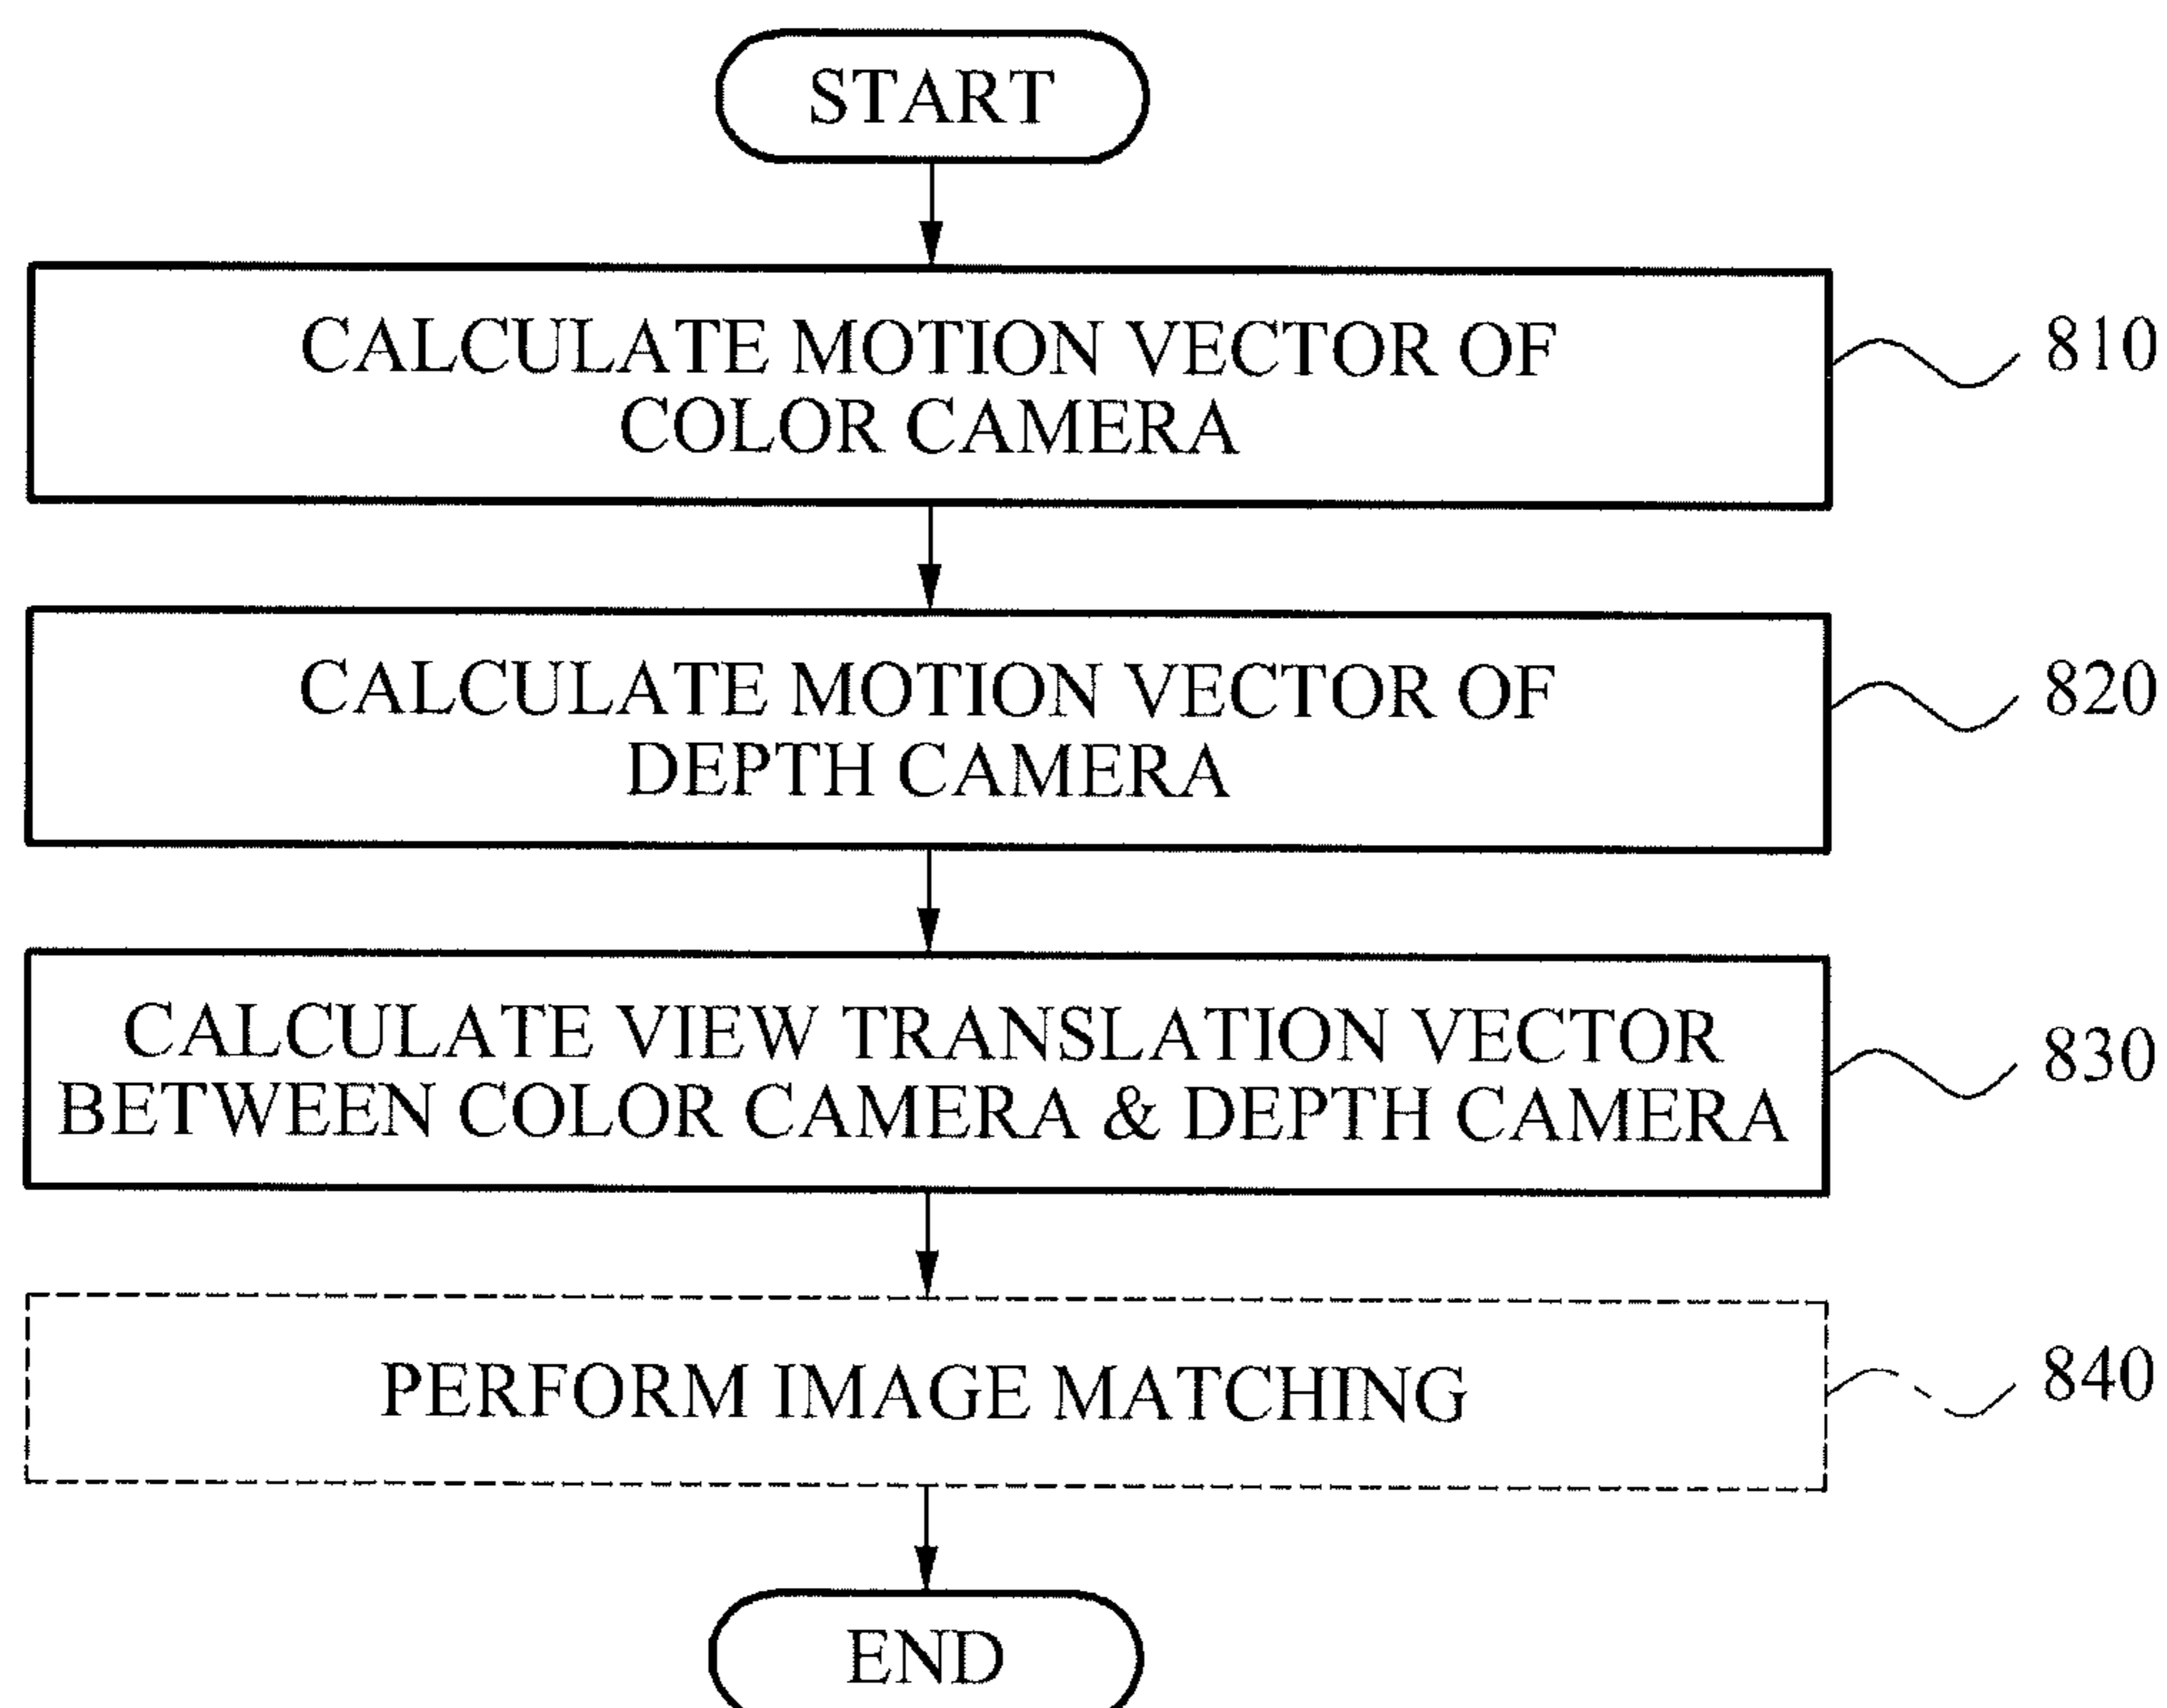 START
CALCULATE MOTION VECTOR OF
COLOR CAMERA
810
CALCULATE MOTION VECTOR OF
DEPTH CAMERA
820
CALCULATE VIEW TRANSLATION VECTOR
BETWEEN COLOR CAMERA & DEPTH CAMERA
830
PERFORM IMAGE MATCHING
840
END